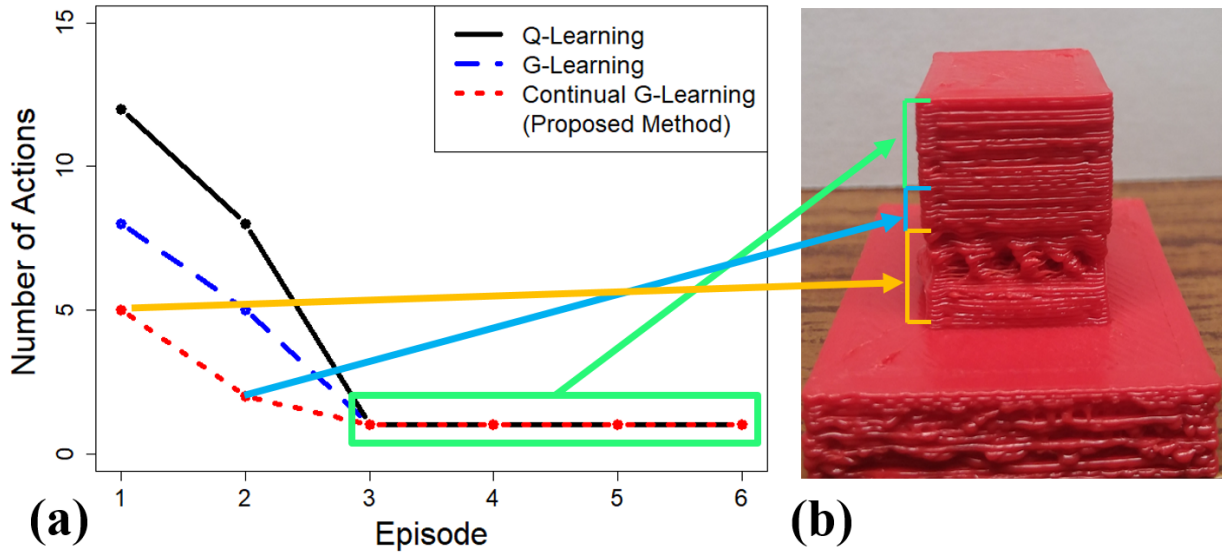 15
10
5
0
Number of Actions
Q-Learning
G-Learning
Continual G-Learning
(Proposed Method)
1 2 3 4 5 6
Episode
(a)
(b)